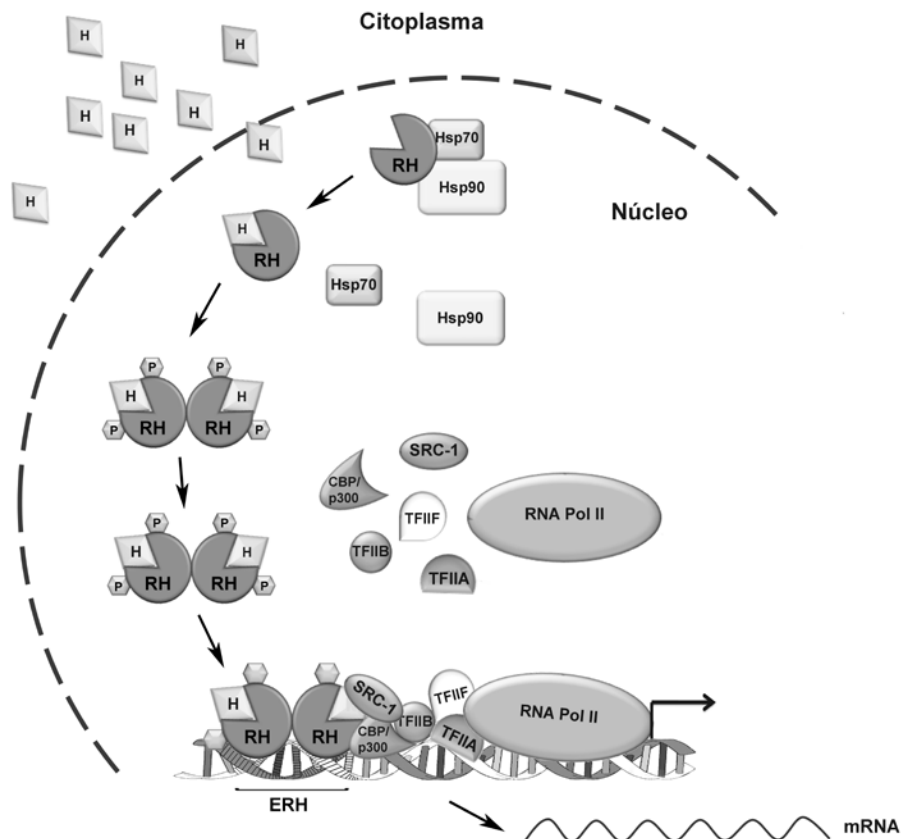 Citoplasma
H
H
H
H
H
H
H
H
Hsp70
RH
Hsp90
Núcleo
H
RH
Hsp70
Hsp90
P
P
H
H
RH
RH
P
P
SRC-1
CBP/
p300
TFIIF
RNA Pol II
TFIIB
TFIIA
P
P
H
H
RH
RH
P
P
H
RH
RH
SRC-1
CBP/
p300
TFIIB
TFIIF
TFIIA
RNA Pol II
ERH
mRNA